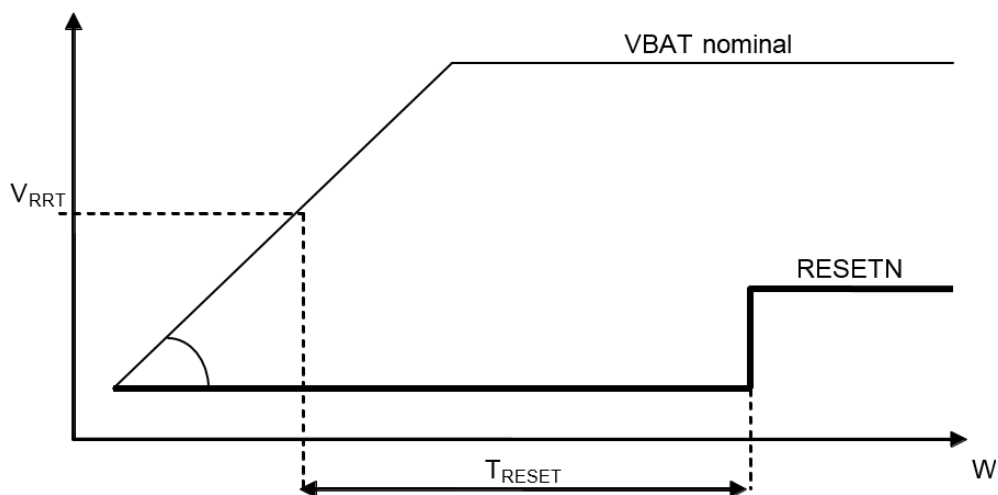 VBAT nominal
VRRT
RESETN
W
TRESET